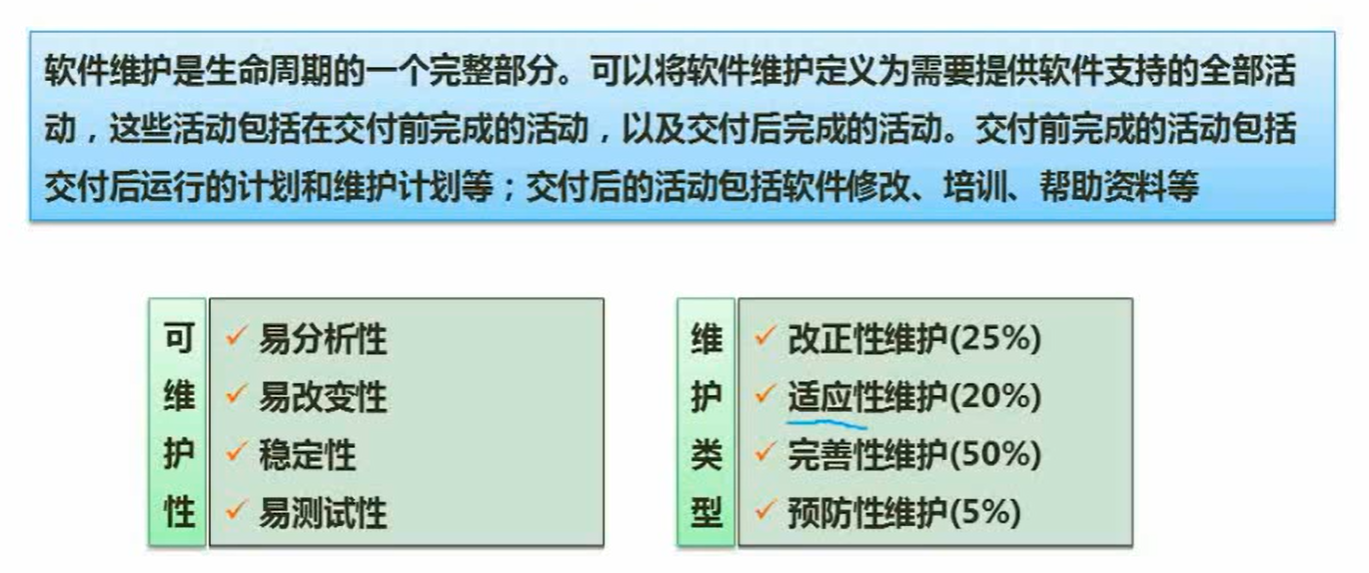 软件维护是生命周期的一个完整部分。可以将软件维护定义为需要提供软件支持的全部活
动，这些活动包括在交付前完成的活动，以及交付后完成的活动。交付前完成的活动包括
交付后运行的计划和维护计划等；交付后的活动包括软件修改、培训、帮助资料等
可维护性
易分析性
易改变性
稳定性
易测试性
维护类型
改正性维护(25%)
适应性维护(20%)
完善性维护(50%)
预防性维护(5%)